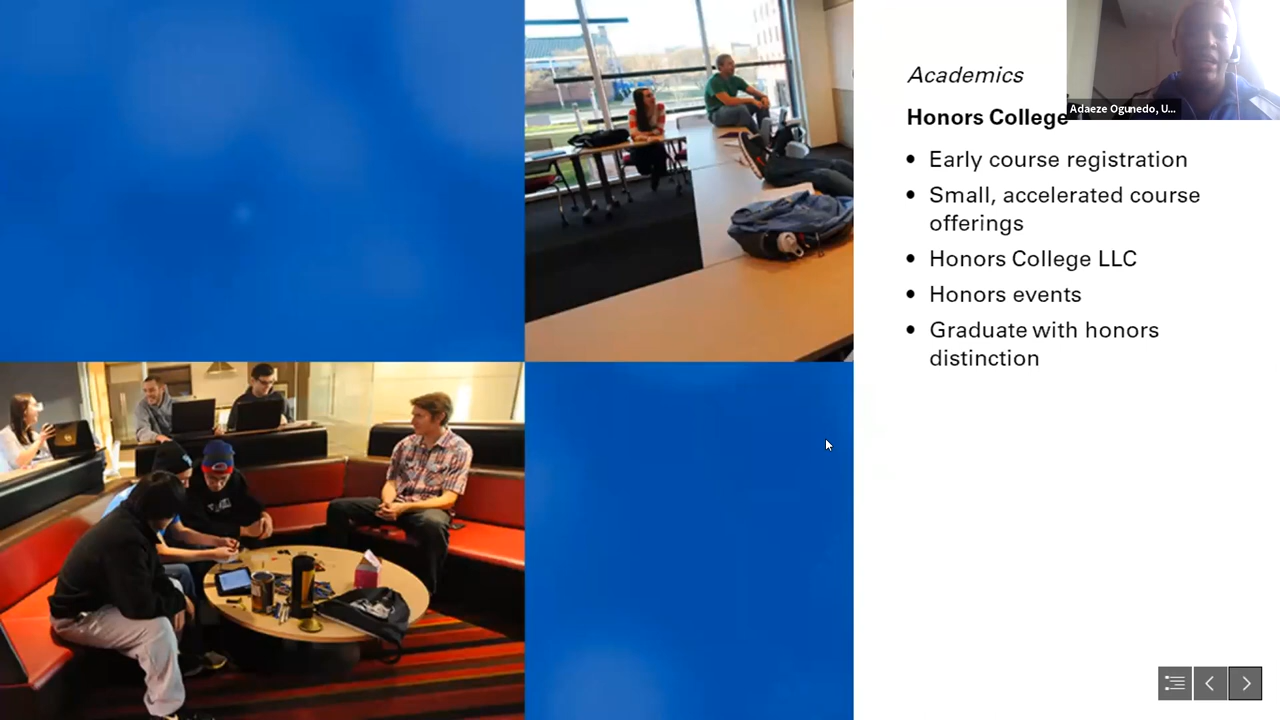 Academics
Adaeze Ogunedo, U...
Honors College
• Early course registration
• Small, accelerated course
offerings
• Honors College LLC
• Honors events
• Graduate with honors
distinction